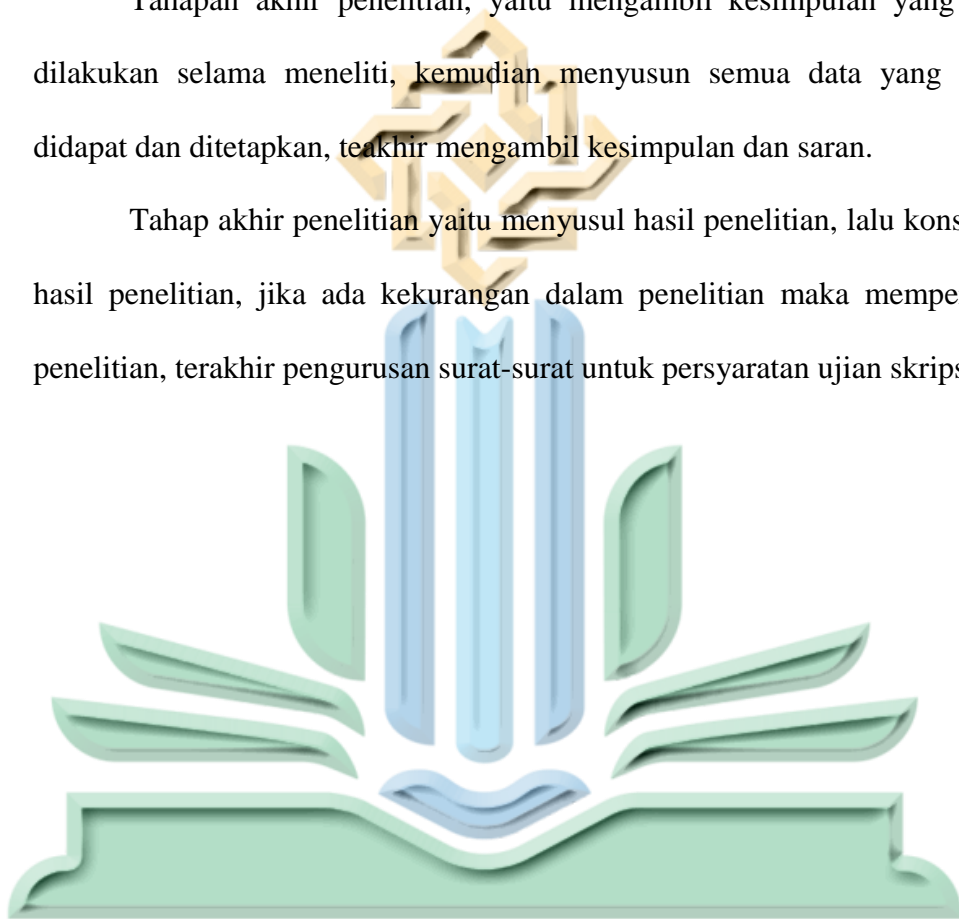 Tahapan akhir penelitian, yaitu mengambil kesimpulan yang
dilakukan selama meneliti, kemudian menyusun semua data yang
didapat dan ditetapkan, teakhir mengambil kesimpulan dan saran.
Tahap akhir penelitian yaitu menyusul hasil penelitian, lalu kons
hasil penelitian, jika ada kekurangan dalam penelitian maka mempe
penelitian, terakhir pengurusan surat-surat untuk persyaratan ujian skrips